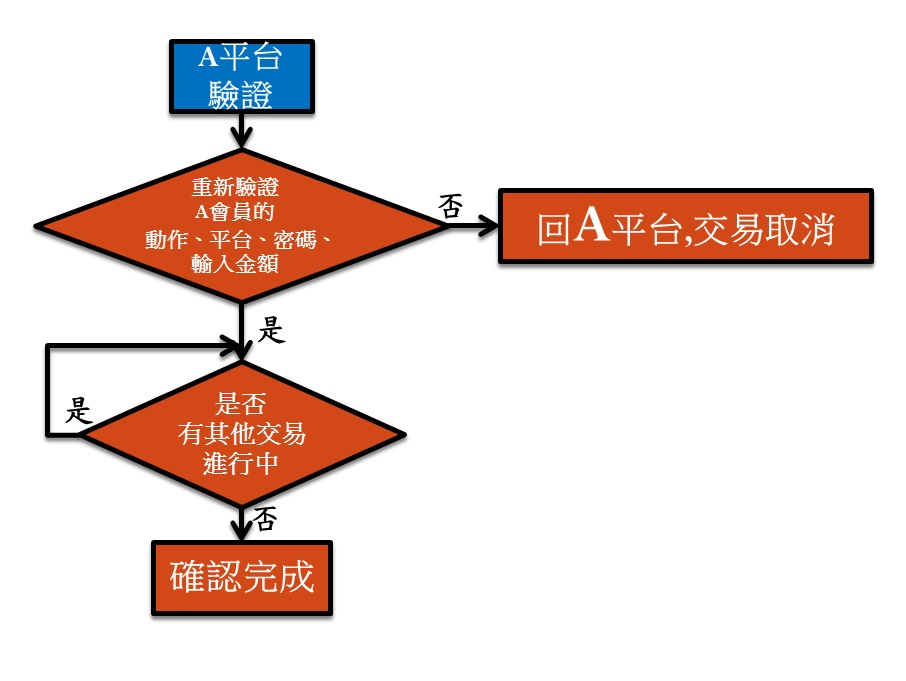 A平台
驗證
重新驗證
A會員的
動作、平台、密碼、
輸入金額
否
回A平台,交易取消
是
是
是否
有其他交易
進行中
否
確認完成